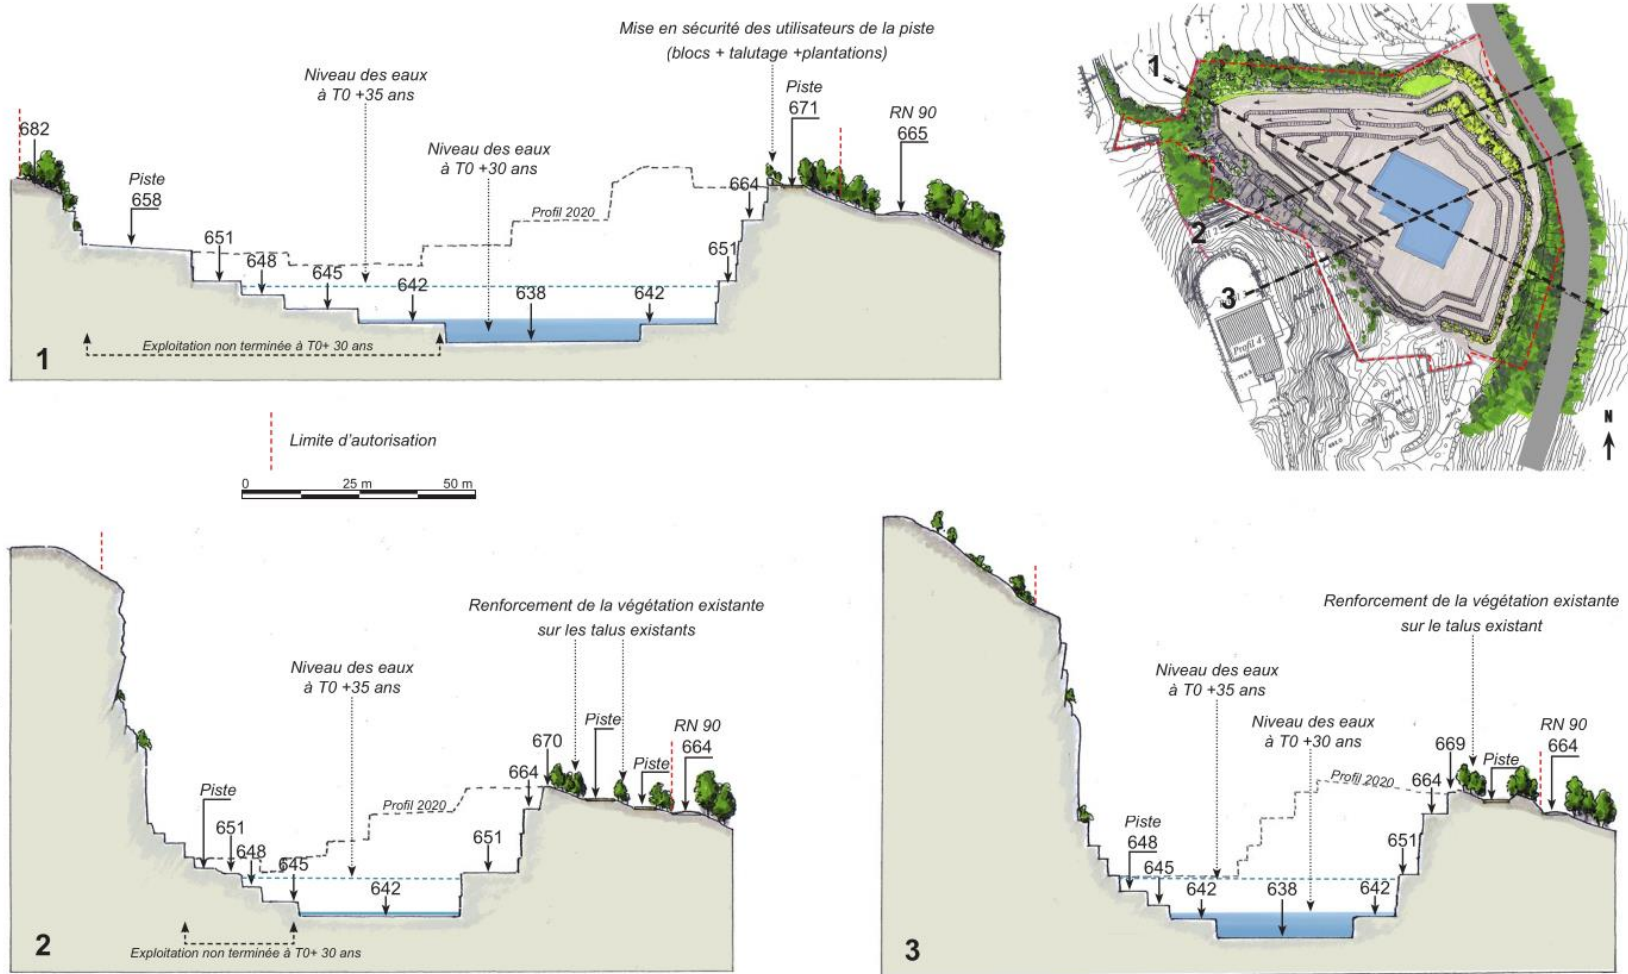 Mise en sécurité des utilisateurs de la piste
(blocs + talutage +plantations)
Niveau des eaux
à T0 +35 ans
Niveau des eaux
à T0 +30 ans
Piste
671
RN 90
665
682
Piste
658
664
Profil 2020
651
648
645
642
638
642
651
Exploitation non terminée à T0+ 30 ans
1
1
2
3
Profil 4
N
Limite d'autorisation
0 25 m 50 m
Renforcement de la végétation existante
sur les talus existants
Niveau des eaux
à T0 +35 ans
Piste
RN 90
664
670
664
Piste
Piste
651
648
645
642
651
Profil 2020
Exploitation non terminée à T0+ 30 ans
2
Renforcement de la végétation existante
sur le talus existant
Niveau des eaux
à T0 +35 ans
Niveau des eaux
à T0 +30 ans
RN 90
664
669
Piste
664
Profil 2020
Piste
648
645
642
638
642
651
3